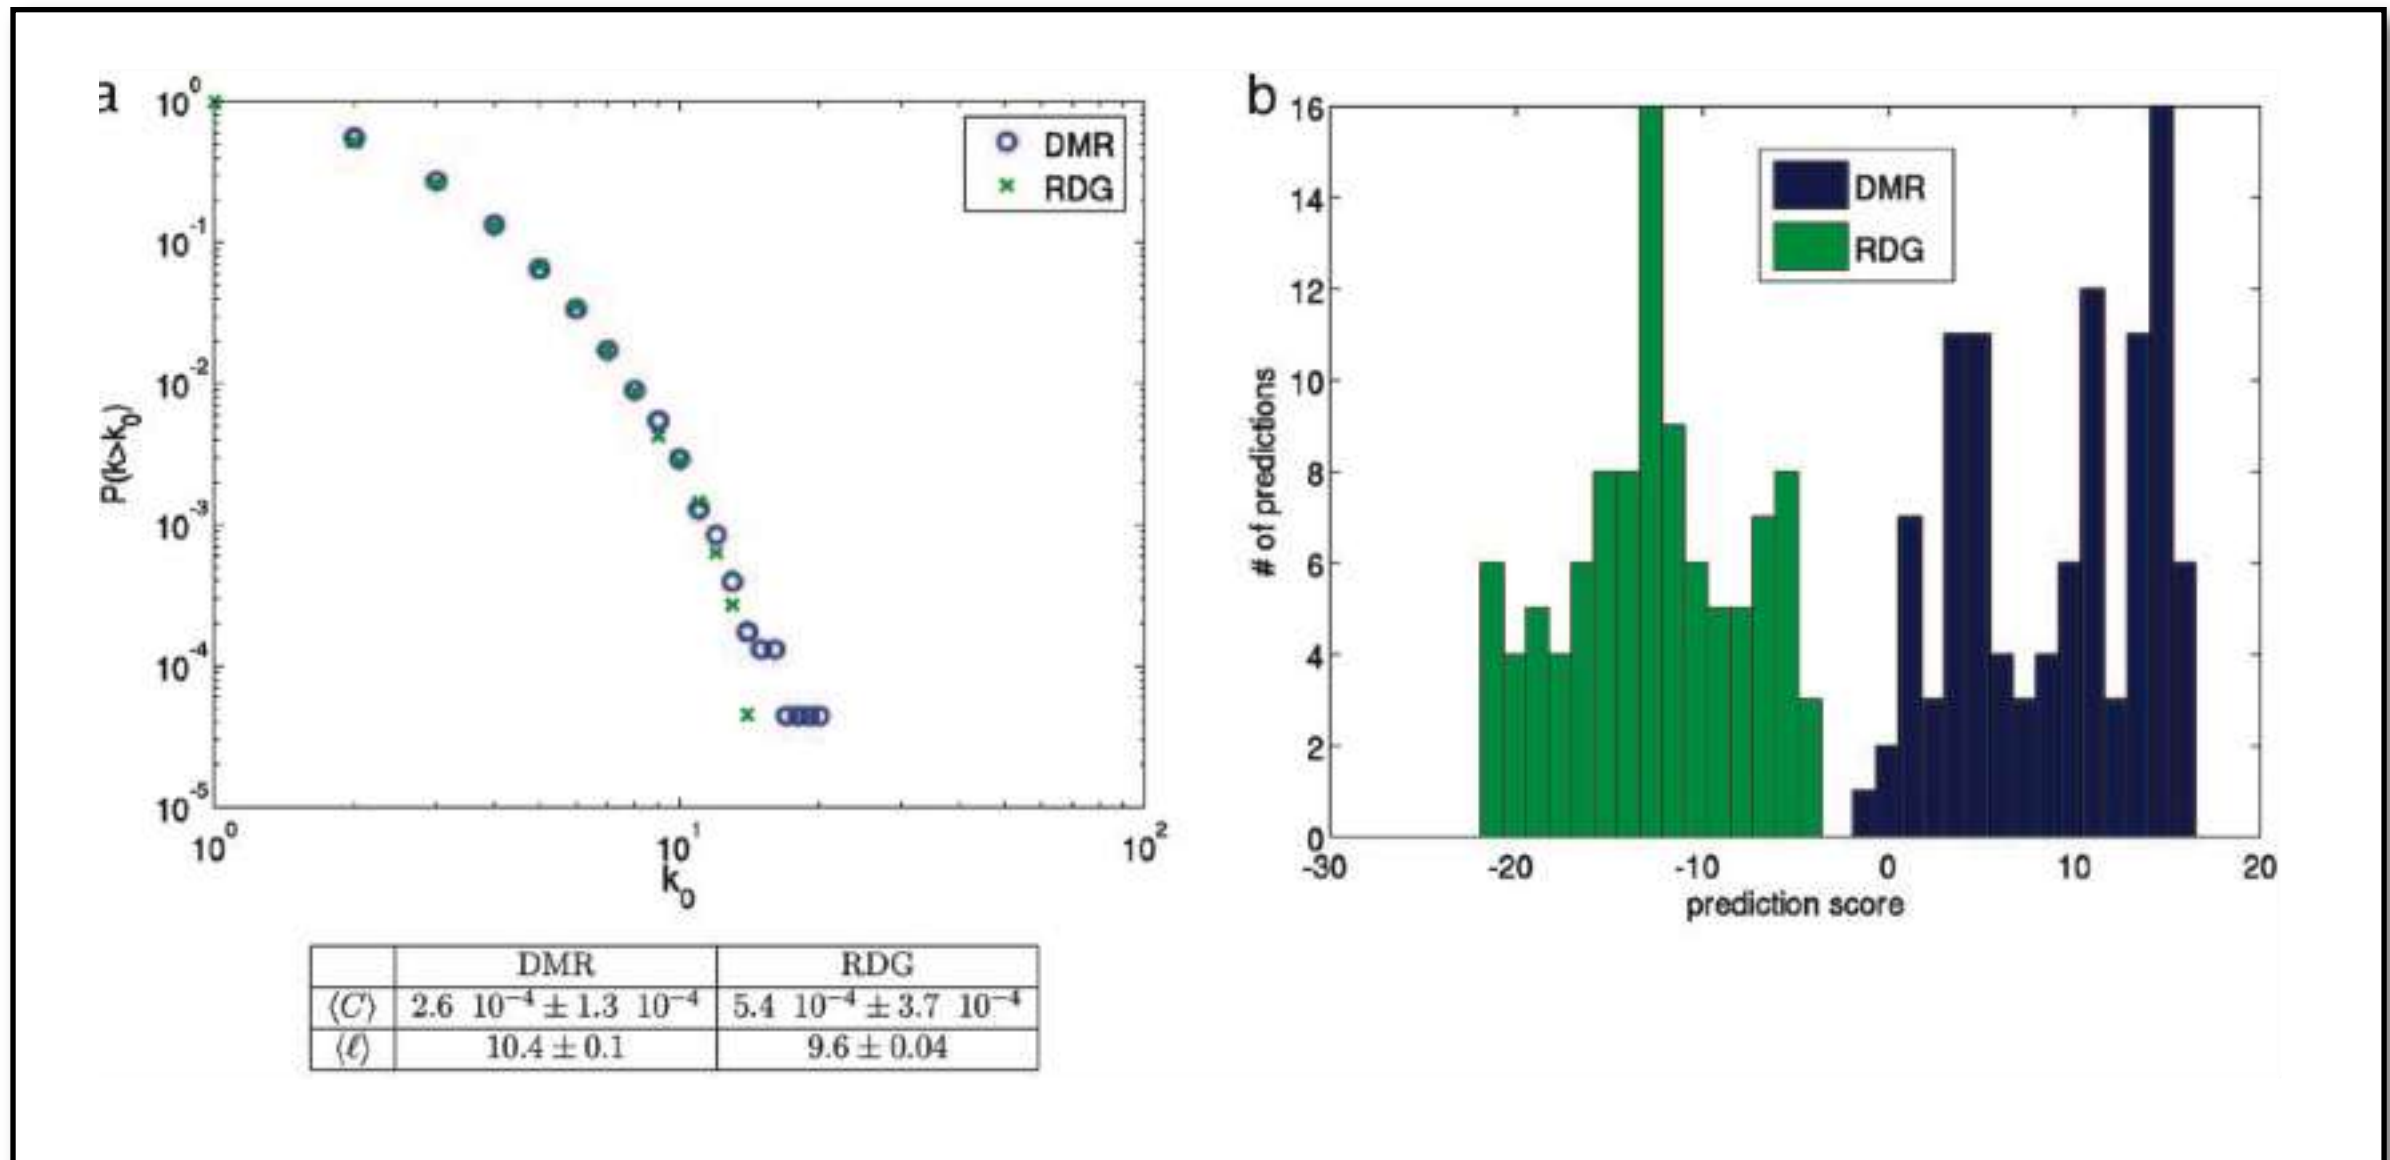 a
10^0
10^-1
10^-2
10^-3
10^-4
10^-5
P(k>k_0)
DMR
RDG
10^0 10^1 10^2
k_0
DMR RDG
⟨C⟩ 2.6 10^−4 ± 1.3 10^−4 5.4 10^−4 ± 3.7 10^−4
⟨ℓ⟩ 10.4 ± 0.1 9.6 ± 0.04
b
16
14
12
10
8
6
4
2
0
# of predictions
DMR
RDG
-30 -20 -10 0 10 20
prediction score